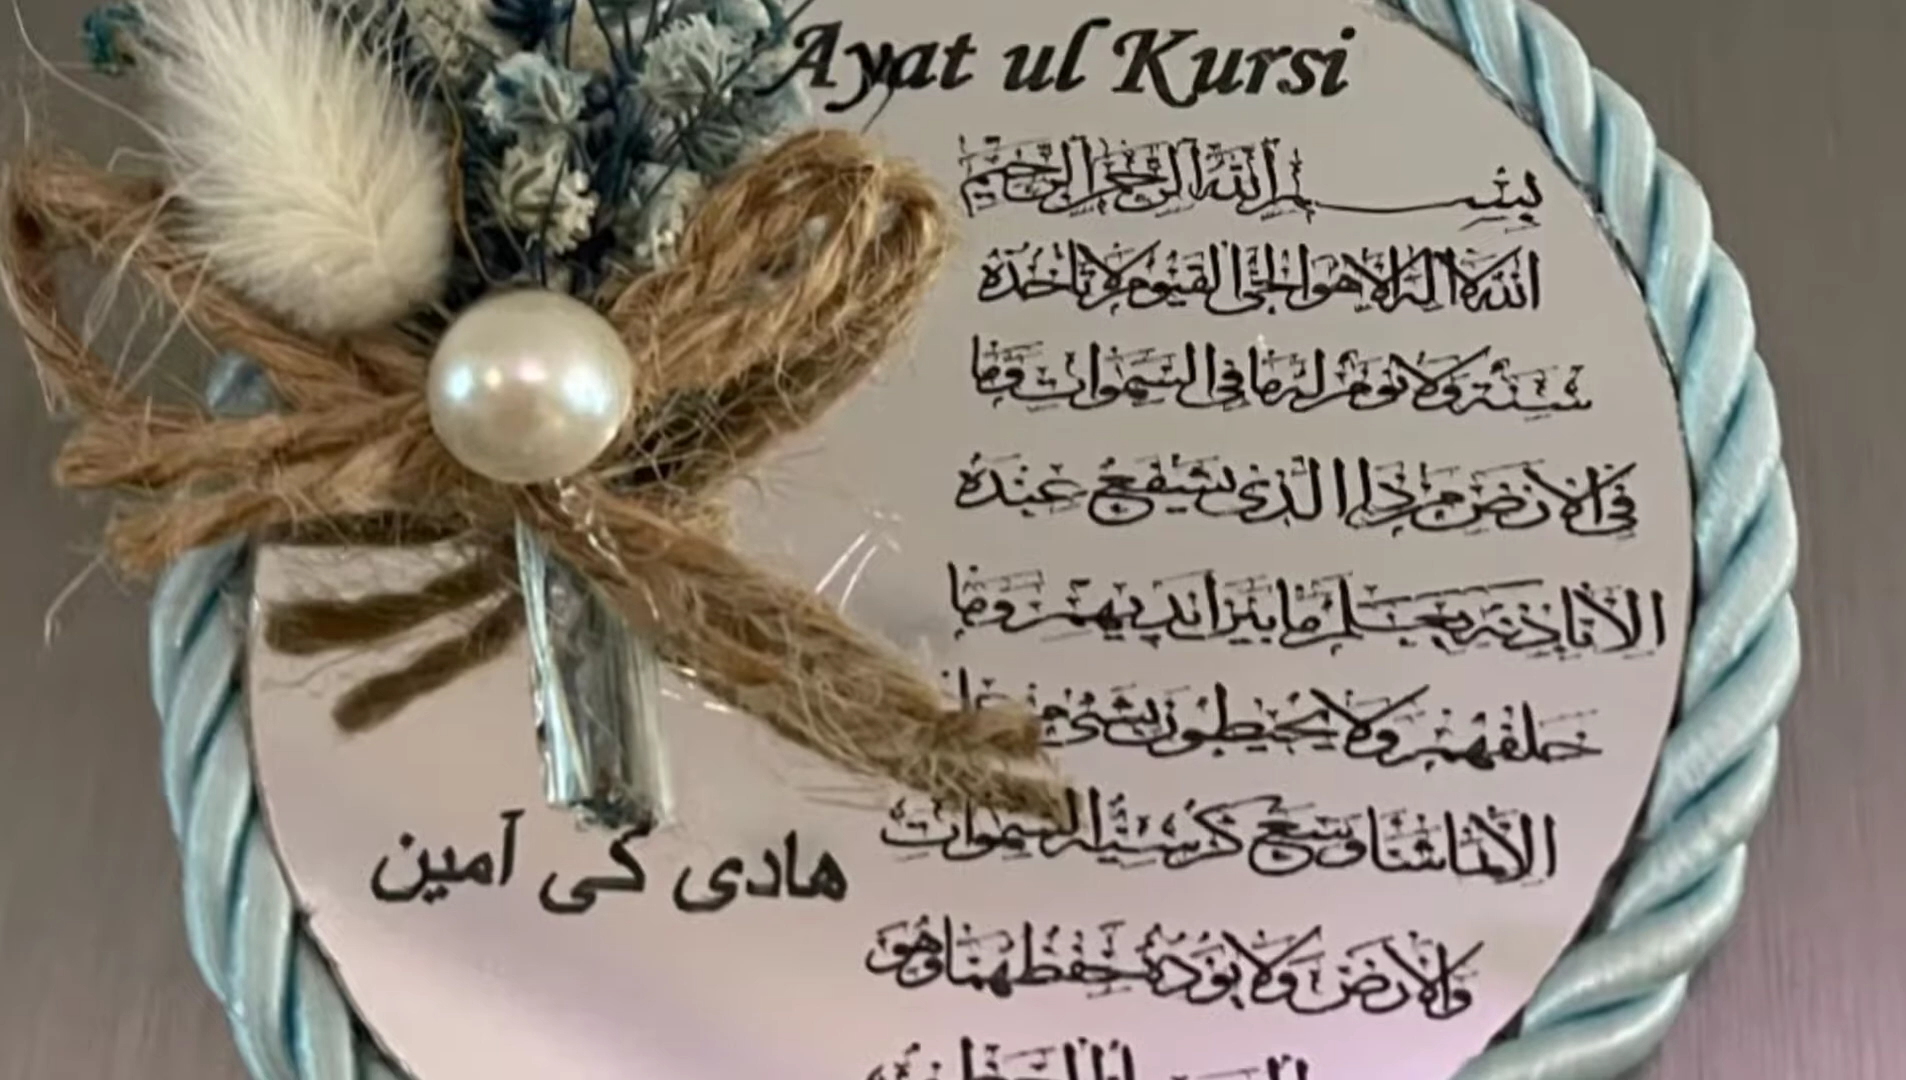 Ayat ul Kursi
بسم الله الرحمن الرحيم
الله لا اله الا هو الحي القيوم لا تاخذه
سنة ولا نوم له ما في السموات وما
في الارض من ذا الذي يشفع عنده
الا باذنه يعلم ما بين ايديهم وما
خلفهم ولا يحيطون بشيء من
الا بما شاء وسع كرسيه السموات
والارض ولا يؤده حفظهما وهو
هادی کی آمین